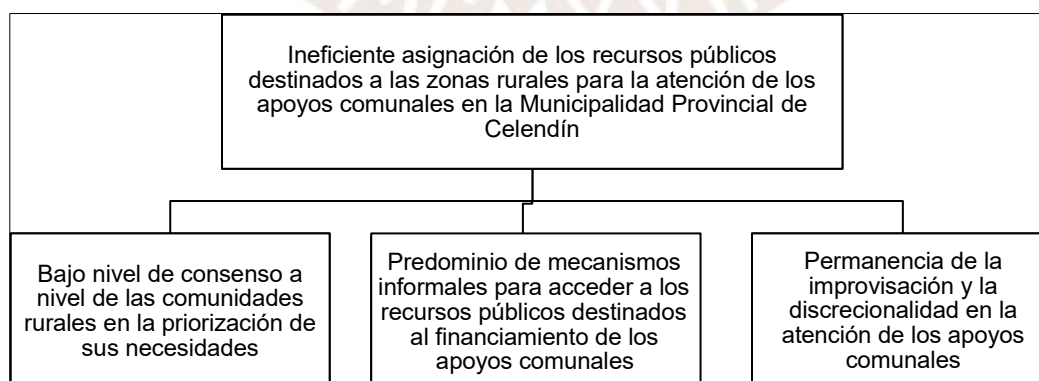 Ineficiente asignación de los recursos públicos
destinados a las zonas rurales para la atención de los
apoyos comunales en la Municipalidad Provincial de
Celendín
Bajo nivel de consenso a
nivel de las comunidades
rurales en la priorización de
sus necesidades
Predominio de mecanismos
informales para acceder a los
recursos públicos destinados
al financiamiento de los
apoyos comunales
Permanencia de la
improvisación y la
discrecionalidad en la
atención de los apoyos
comunales